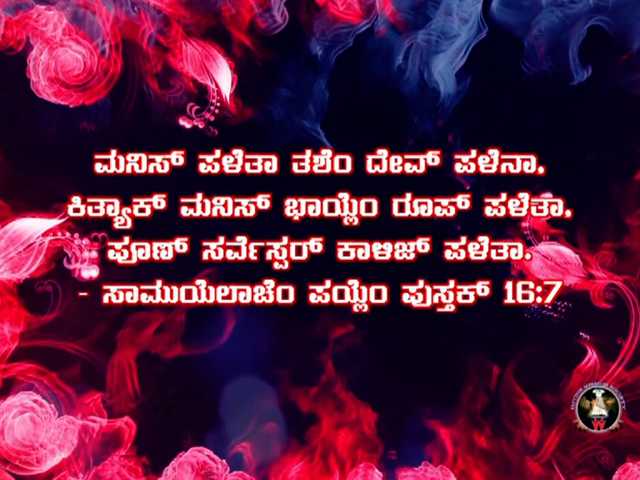 ಮನಿಸ್ ಪಳೆತಾ ತಶೆಂ ದೇವ್ ಪಳೆನಾ,
ಕಿತ್ಯಾಕ್ ಮನಿಸ್ ಭಾಯ್ಲೆಂ ರೂಪ್ ಪಳೆತಾ,
ಪೂಣ್ ಸರ್ವೆಸ್ಪರ್ ಕಾಳಿಜ್ ಪಳೆತಾ.
- ಸಾಮುಯೆಲಾಚೆಂ ಪಯ್ಲೆಂ ಪುಸ್ತಕ್ 16:7